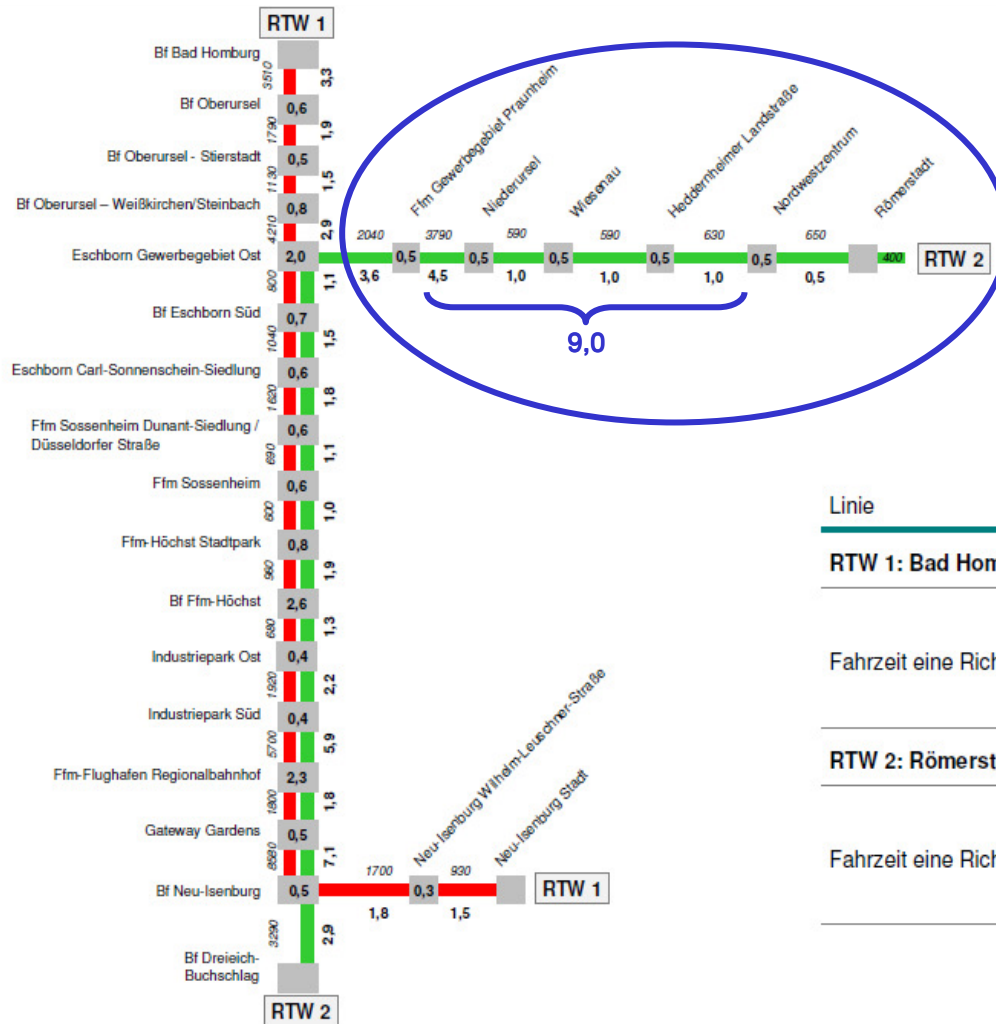 RTW 1
Bf Bad Homburg
3510
3,3
Bf Oberursel
0,6
1790
1,9
Bf Oberursel - Stierstadt
0,5
1130
1,5
Bf Oberursel – Weißkirchen/Steinbach
0,8
4210
2,9
Eschborn Gewerbegebiet Ost
2,0
Ffm Gewerbegebiet Praunheim
Niederursel
Wiesenau
Heddernheimer Landstraße
Nordwestzentrum
Römerstadt
2040
3790
590
590
630
650
400
0,5
0,5
0,5
0,5
0,5
RTW 2
3,6
4,5
1,0
1,0
1,0
0,5
9,0
800
1,1
Bf Eschborn Süd
0,7
1040
1,5
Eschborn Carl-Sonnenschein-Siedlung
0,6
1620
1,8
Ffm Sossenheim Dunant-Siedlung /
Düsseldorfer Straße
0,6
690
1,1
Ffm Sossenheim
0,6
600
1,0
Ffm-Höchst Stadtpark
0,8
980
1,9
Bf Ffm-Höchst
2,6
680
1,3
Industriepark Ost
0,4
1920
2,2
Industriepark Süd
0,4
5700
5,9
Ffm-Flughafen Regionalbahnhof
2,3
1800
1,8
Gateway Gardens
0,5
8580
7,1
Bf Neu-Isenburg
0,5
Neu-Isenburg Wilhelm-Leuschner-Straße
Neu-Isenburg Stadt
1700
930
0,3
RTW 1
1,8
1,5
3290
2,9
Bf Dreieich-
Buchschlag
RTW 2
Linie
RTW 1: Bad Hom
Fahrzeit eine Rich
RTW 2: Römerst
Fahrzeit eine Rich